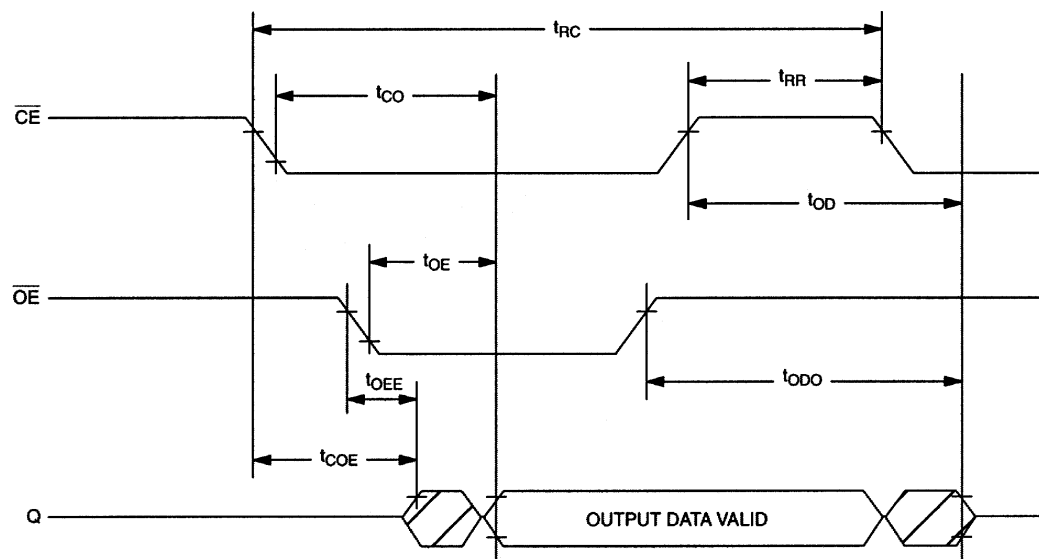 tRC
tCO
tRR
CE
tOD
tOE
OE
tODO
tOEE
tCOE
Q
OUTPUT DATA VALID